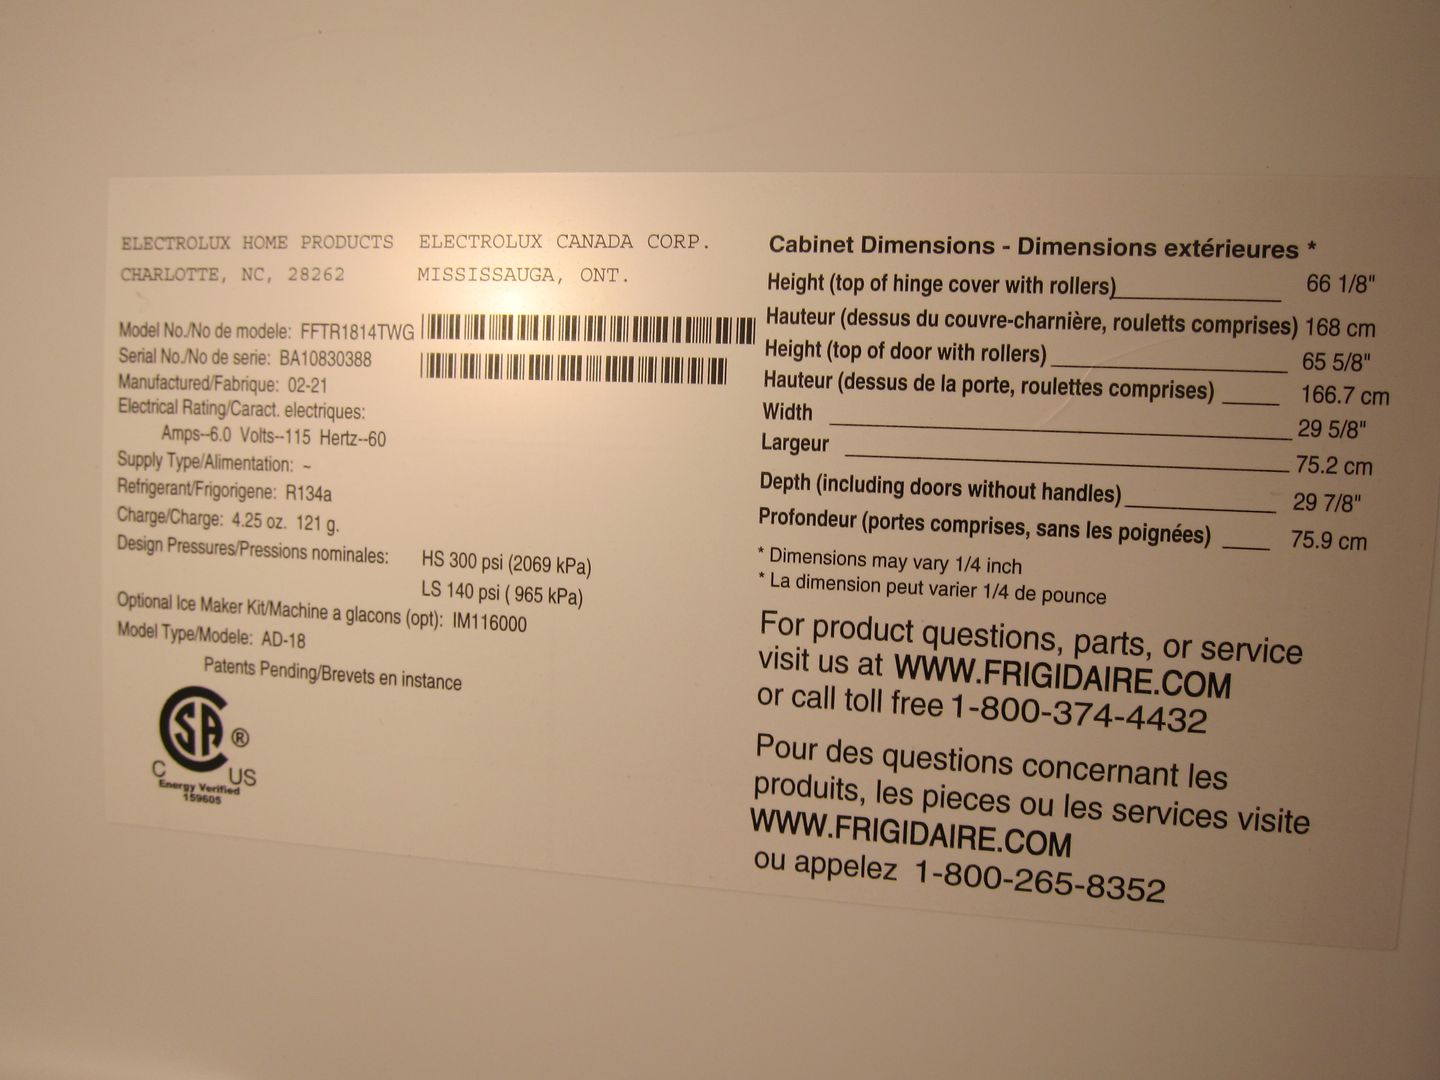 ELECTROLUX HOME PRODUCTS ELECTROLUX CANADA CORP.
CHARLOTTE, NC, 28262 MISSISSAUGA, ONT.
Model No./No de modele: FFTR1814TWG
Serial No./No de serie: BA10830388
Manufactured/Fabrique: 02-21
Electrical Rating/Caract. electriques:
Amps--6.0 Volts--115 Hertz--60
Supply Type/Alimentation: ~
Refrigerant/Frigorigene: R134a
Charge/Charge: 4.25 oz. 121 g.
Design Pressures/Pressions nominales: HS 300 psi (2069 kPa)
LS 140 psi ( 965 kPa)
Optional Ice Maker Kit/Machine a glacons (opt): IM116000
Model Type/Modele: AD-18
Patents Pending/Brevets en instance
CSA ®
C US
Energy Verified
159605
Cabinet Dimensions - Dimensions extérieures *
Height (top of hinge cover with rollers) 66 1/8"
Hauteur (dessus du couvre-charnière, rouletts comprises) 168 cm
Height (top of door with rollers) 65 5/8"
Hauteur (dessus de la porte, roulettes comprises) 166.7 cm
Width 29 5/8"
Largeur 75.2 cm
Depth (including doors without handles) 29 7/8"
Profondeur (portes comprises, sans les poignées) 75.9 cm
* Dimensions may vary 1/4 inch
* La dimension peut varier 1/4 de pouce
For product questions, parts, or service
visit us at WWW.FRIGIDAIRE.COM
or call toll free 1-800-374-4432
Pour des questions concernant les
produits, les pieces ou les services visite
WWW.FRIGIDAIRE.COM
ou appelez 1-800-265-8352